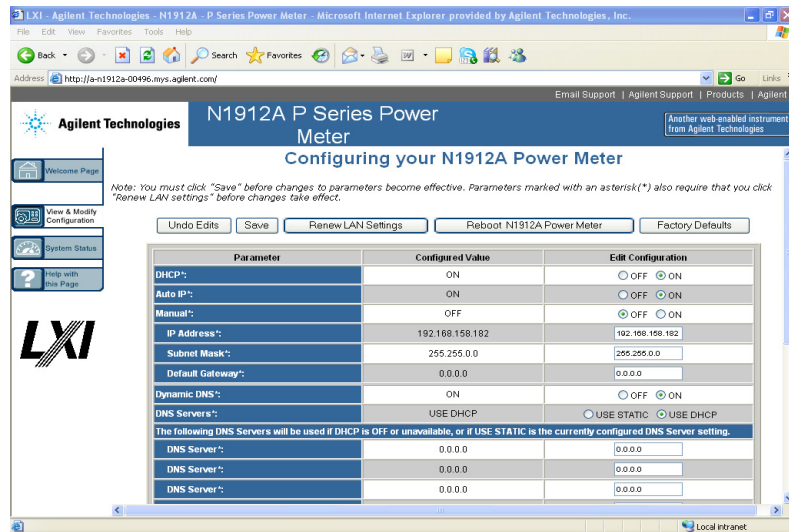 LXI - Agilent Technologies - N1912A - P Series Power Meter - Microsoft Internet Explorer provided by Agilent Technologies, Inc.
File Edit View Favorites Tools Help
Back Search Favorites
Address http://a-n1912a-00496.mys.agilent.com/ Go Links
Email Support | Agilent Support | Products | Agilent
Agilent Technologies
N1912A P Series Power
Meter
Another web-enabled instrument
from Agilent Technologies
Welcome Page
View & Modify
Configuration
System Status
Help with
this Page
LXI
Configuring your N1912A Power Meter
Note: You must click "Save" before changes to parameters become effective. Parameters marked with an asterisk(*) also require that you click
"Renew LAN settings" before changes take effect.
Undo Edits Save Renew LAN Settings Reboot N1912A Power Meter Factory Defaults
Parameter Configured Value Edit Configuration
DHCP*: ON OFF ON
Auto IP*: ON OFF ON
Manual*: OFF OFF ON
IP Address*: 192.168.158.182 192.168.158.182
Subnet Mask*: 255.255.0.0 255.255.0.0
Default Gateway*: 0.0.0.0 0.0.0.0
Dynamic DNS*: ON OFF ON
DNS Servers*: USE DHCP USE STATIC USE DHCP
The following DNS Servers will be used if DHCP is OFF or unavailable, or if USE STATIC is the currently configured DNS Server setting.
DNS Server*: 0.0.0.0 0.0.0.0
DNS Server*: 0.0.0.0 0.0.0.0
DNS Server*: 0.0.0.0 0.0.0.0
Local intranet